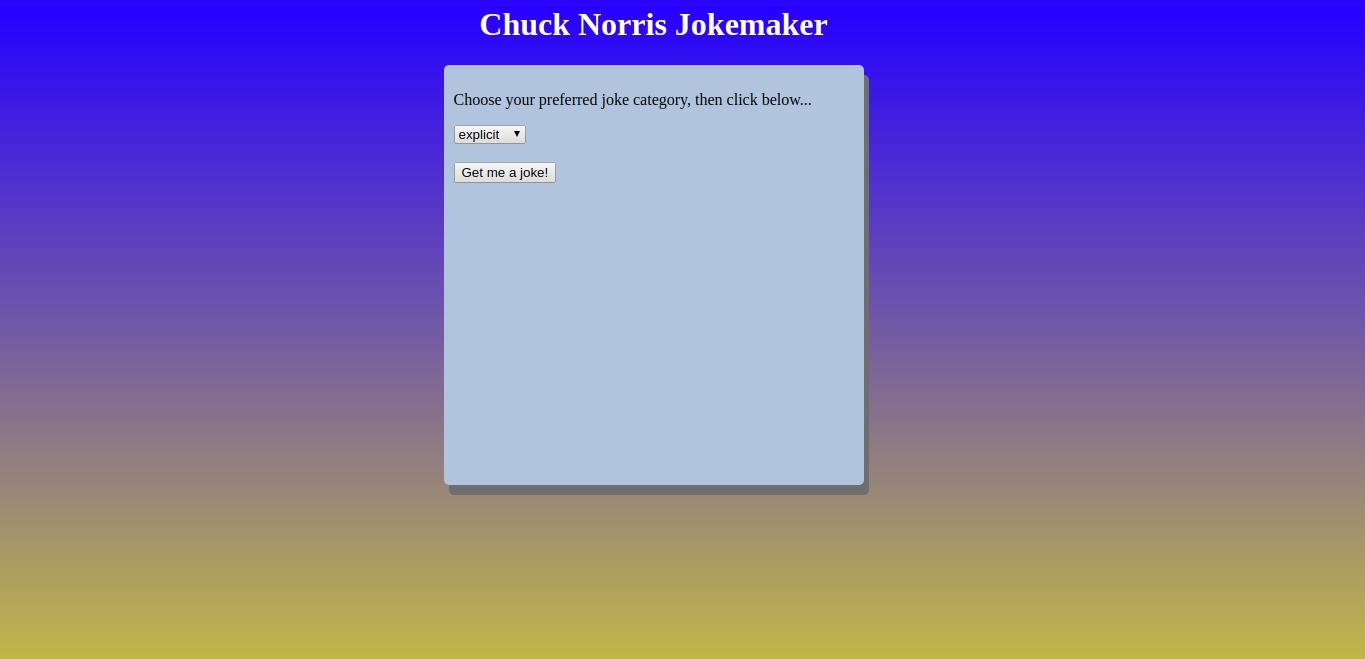 Chuck Norris Jokemaker
Choose your preferred joke category, then click below...
explicit
Get me a joke!